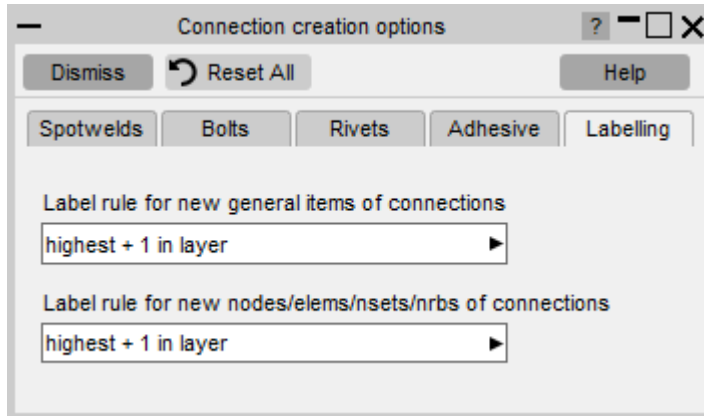 Connection creation options ?
Dismiss Reset All Help
Spotwelds Bolts Rivets Adhesive Labelling
Label rule for new general items of connections
highest + 1 in layer
Label rule for new nodes/elems/nsets/nrbs of connections
highest + 1 in layer